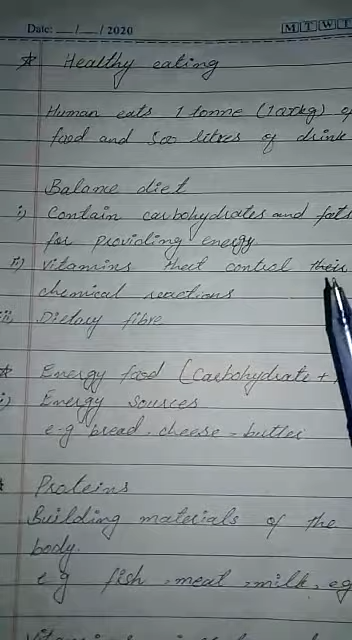 Date: __/__/2020 M T W T
* Healthy eating
Human eats 1 tonne of
food and 500 litres of drink
Balance diet
i) Contain carbohydrates and fats
for providing energy
ii) Vitamins that control their
chemical reactions
iii, Dietary fibre
* Energy food (Carbohydrate +
i) Energy sources
e-g bread, cheese - butter
* Proteins
Building materials of the
body.
e g fish, meat, milk, eg